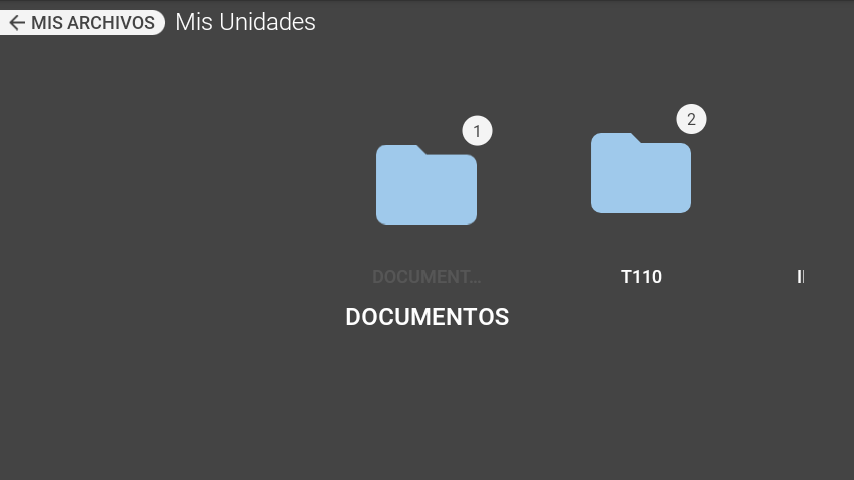 MIS ARCHIVOS Mis Unidades
1
2
DOCUMENT...
T110
DOCUMENTOS